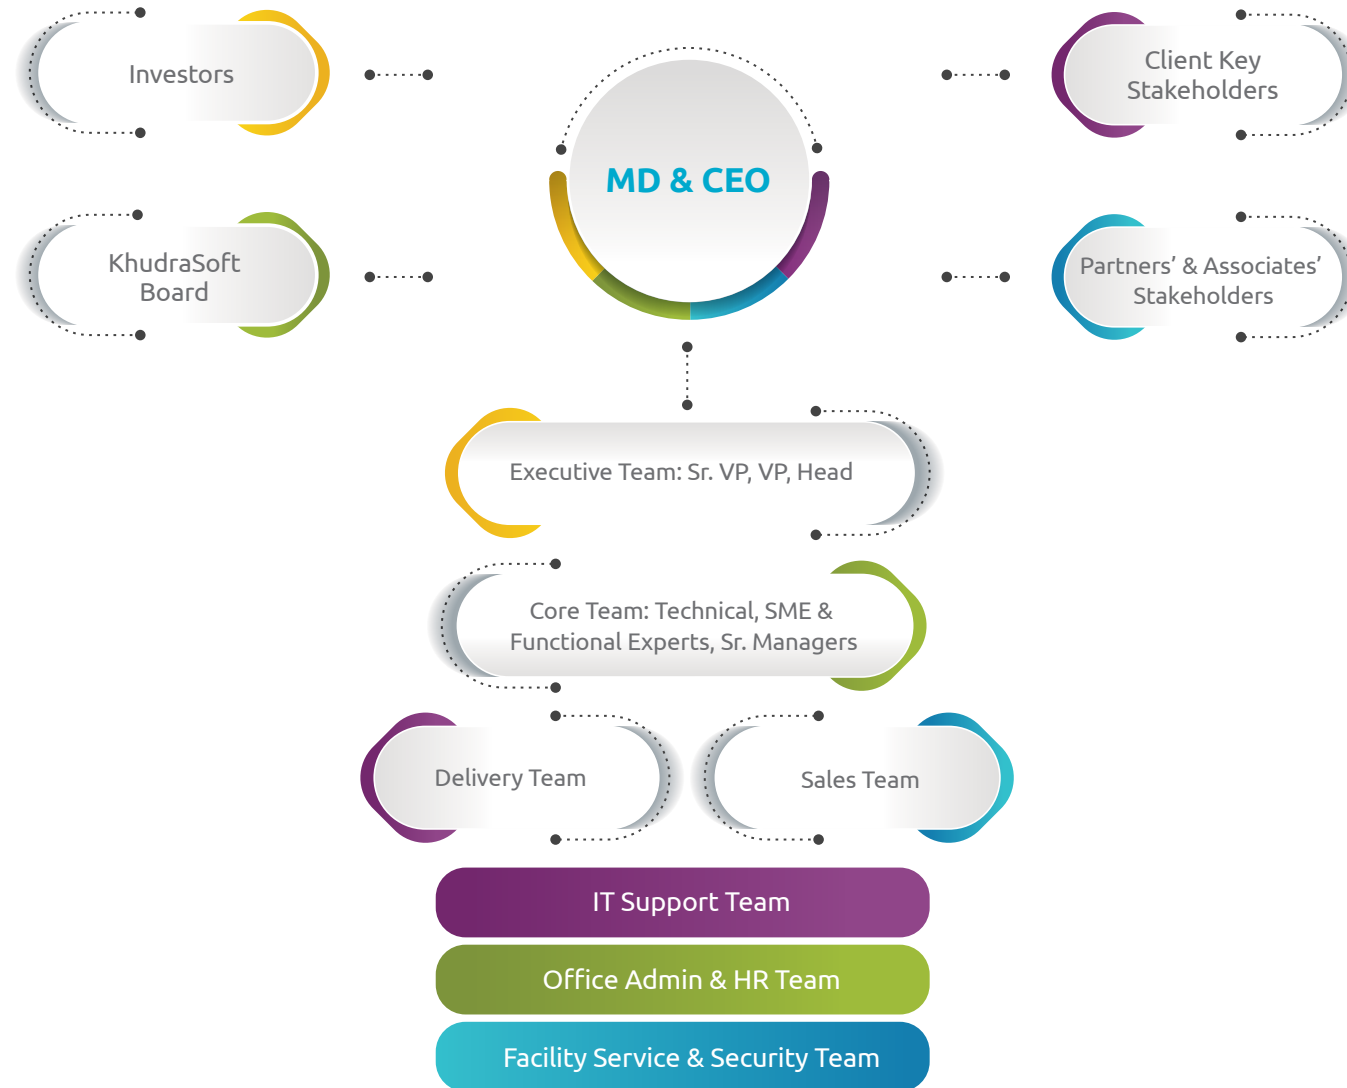 Investors
Client Key
Stakeholders
MD & CEO
KhudraSoft
Board
Partners’ & Associates’
Stakeholders
Executive Team: Sr. VP, VP, Head
Core Team: Technical, SME &
Functional Experts, Sr. Managers
Delivery Team
Sales Team
IT Support Team
Office Admin & HR Team
Facility Service & Security Team